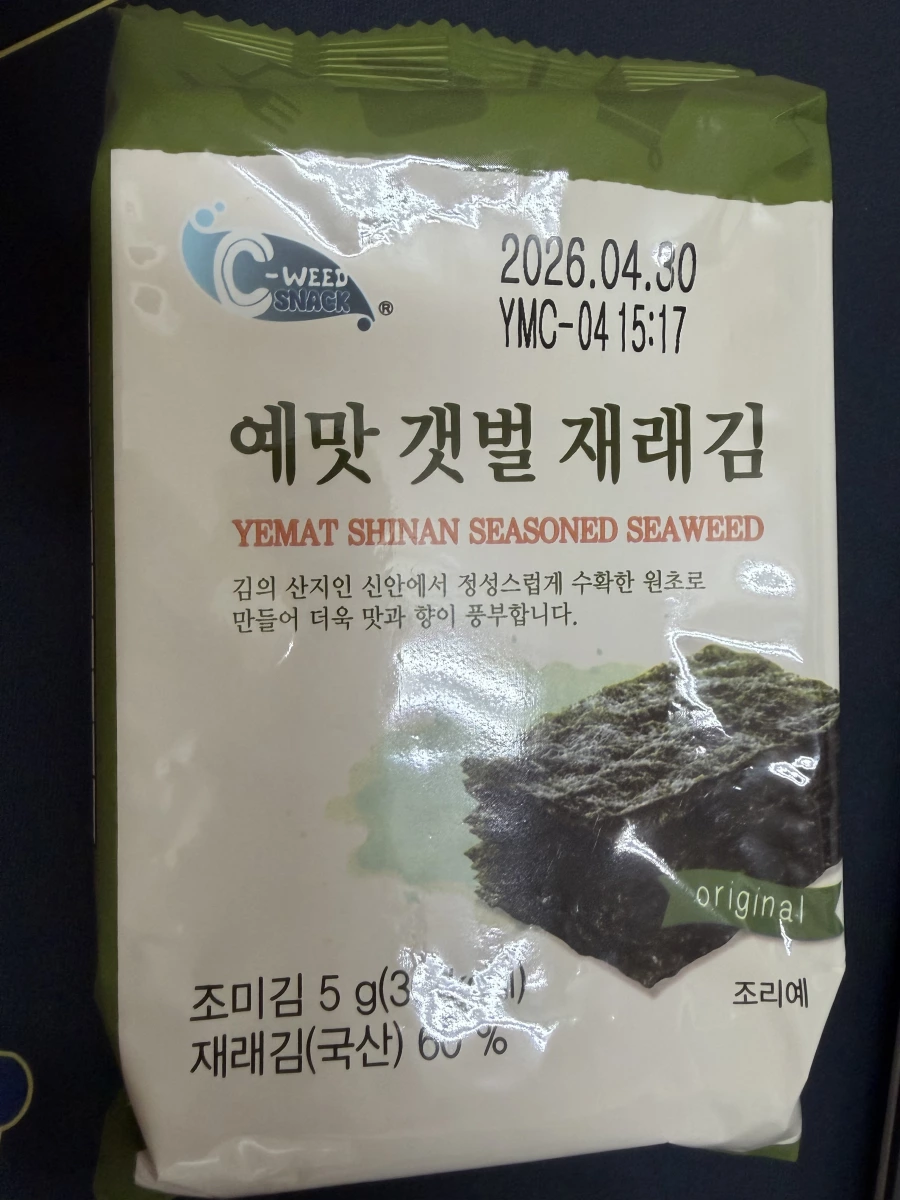 C-WEED
SNACK ®
2026.04.30
YMC-04 15:17
예맛 갯벌 재래김
YEMAT SHINAN SEASONED SEAWEED
김의 산지인 신안에서 정성스럽게 수확한 원초로
만들어 더욱 맛과 향이 풍부합니다.
original
조미김 5 g
조리예
재래김(국산) 60 %